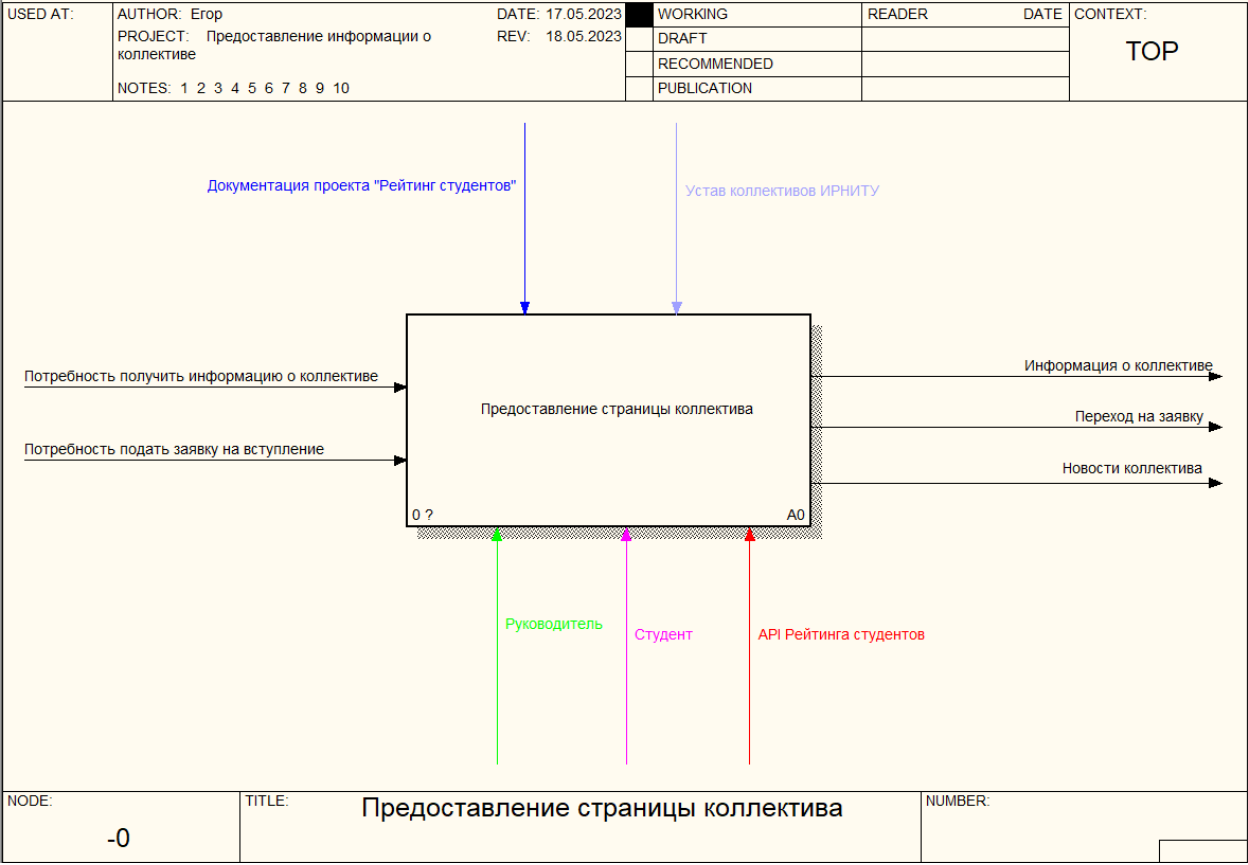 USED AT:
AUTHOR: Егор
DATE: 17.05.2023
PROJECT: Предоставление информации о
коллективе
REV: 18.05.2023
NOTES: 1 2 3 4 5 6 7 8 9 10
WORKING
DRAFT
RECOMMENDED
PUBLICATION
READER
DATE
CONTEXT:
TOP
Документация проекта "Рейтинг студентов"
Устав коллективов ИРНИТУ
Потребность получить информацию о коллективе
Потребность подать заявку на вступление
Предоставление страницы коллектива
0 ?
A0
Информация о коллективе
Переход на заявку
Новости коллектива
Руководитель
Студент
API Рейтинга студентов
NODE:
-0
TITLE:
Предоставление страницы коллектива
NUMBER: